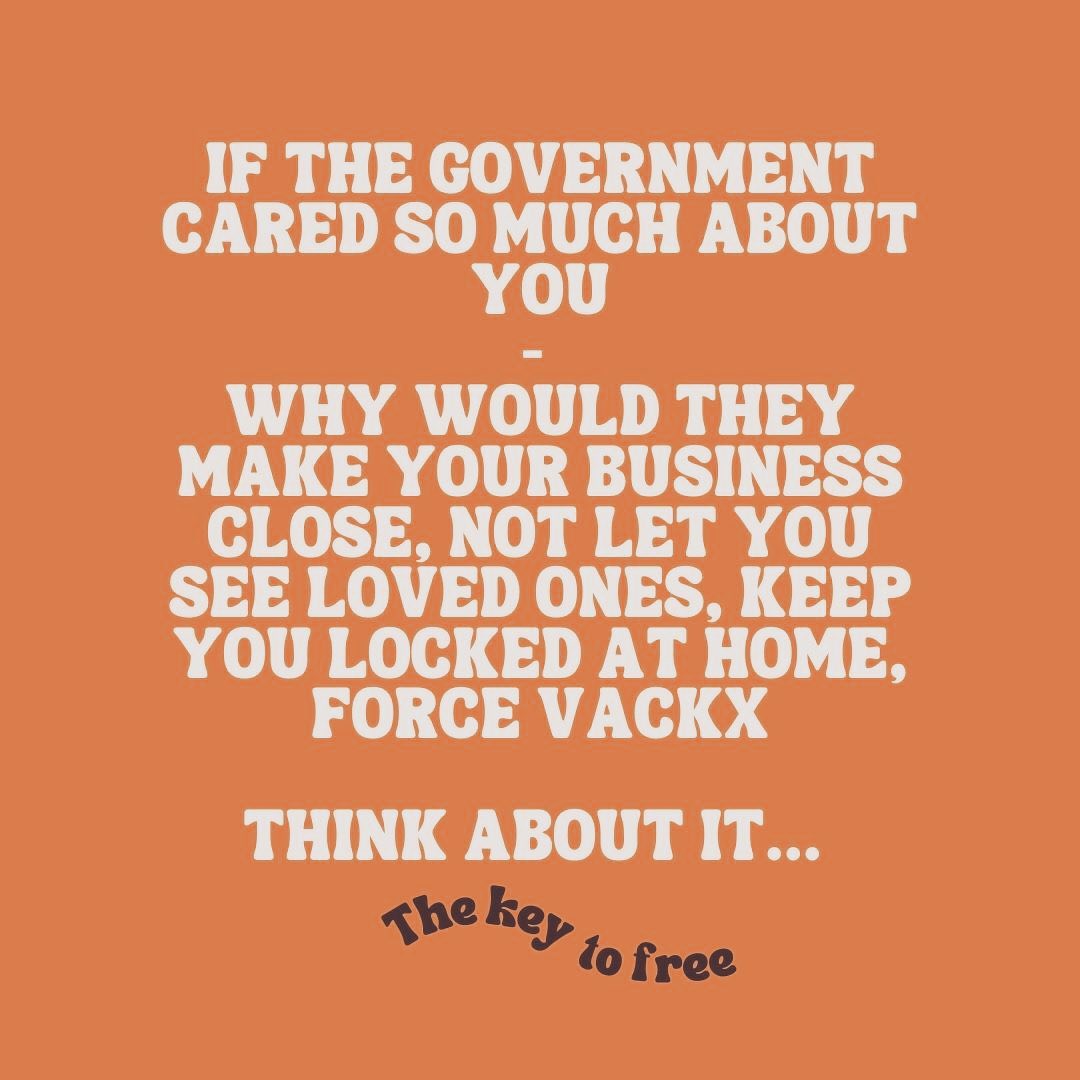 IF THE GOVERNMENT
CARED SO MUCH ABOUT
YOU
-
WHY WOULD THEY
MAKE YOUR BUSINESS
CLOSE, NOT LET YOU
SEE LOVED ONES, KEEP
YOU LOCKED AT HOME,
FORCE VACKX
THINK ABOUT IT...
The key to free